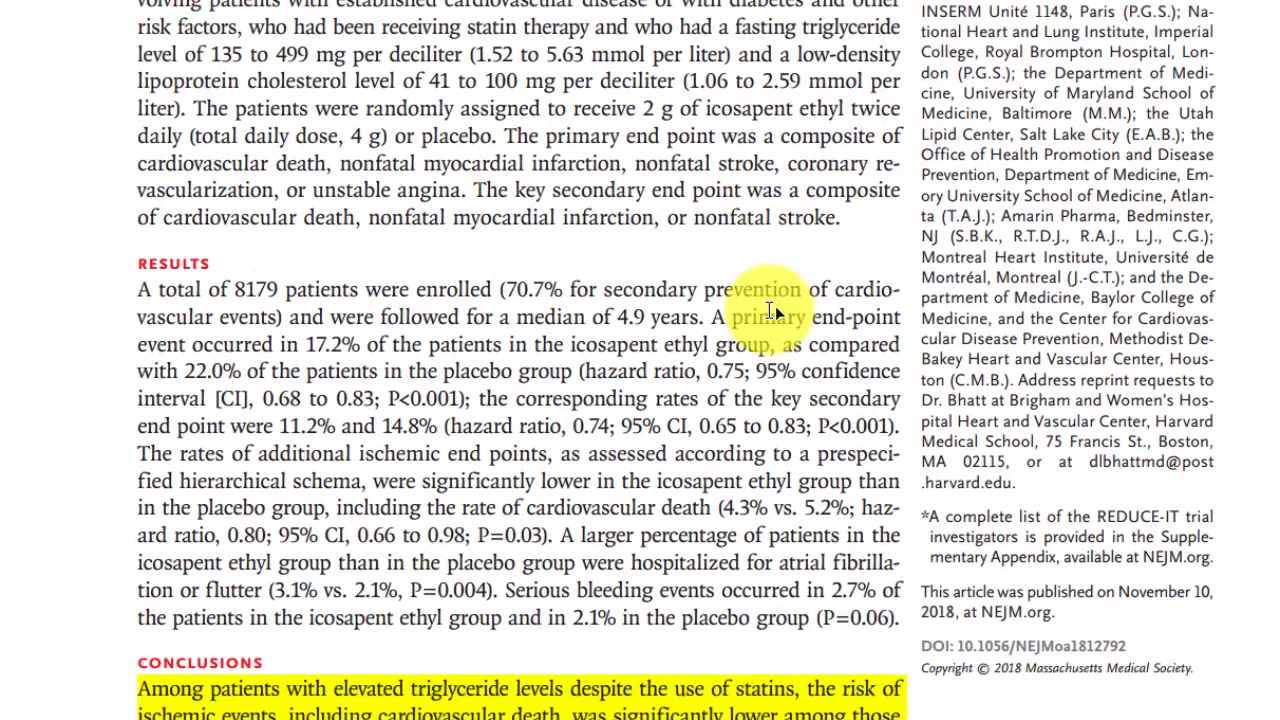 volving patients with established cardiovascular disease or with diabetes and other
risk factors, who had been receiving statin therapy and who had a fasting triglyceride
level of 135 to 499 mg per deciliter (1.52 to 5.63 mmol per liter) and a low-density
lipoprotein cholesterol level of 41 to 100 mg per deciliter (1.06 to 2.59 mmol per
liter). The patients were randomly assigned to receive 2 g of icosapent ethyl twice
daily (total daily dose, 4 g) or placebo. The primary end point was a composite of
cardiovascular death, nonfatal myocardial infarction, nonfatal stroke, coronary re-
vascularization, or unstable angina. The key secondary end point was a composite
of cardiovascular death, nonfatal myocardial infarction, or nonfatal stroke.
RESULTS
A total of 8179 patients were enrolled (70.7% for secondary prevention of cardio-
vascular events) and were followed for a median of 4.9 years. A primary end-point
event occurred in 17.2% of the patients in the icosapent ethyl group, as compared
with 22.0% of the patients in the placebo group (hazard ratio, 0.75; 95% confidence
interval [CI], 0.68 to 0.83; P<0.001); the corresponding rates of the key secondary
end point were 11.2% and 14.8% (hazard ratio, 0.74; 95% CI, 0.65 to 0.83; P<0.001).
The rates of additional ischemic end points, as assessed according to a prespeci-
fied hierarchical schema, were significantly lower in the icosapent ethyl group than
in the placebo group, including the rate of cardiovascular death (4.3% vs. 5.2%; haz-
ard ratio, 0.80; 95% CI, 0.66 to 0.98; P=0.03). A larger percentage of patients in the
icosapent ethyl group than in the placebo group were hospitalized for atrial fibrilla-
tion or flutter (3.1% vs. 2.1%, P=0.004). Serious bleeding events occurred in 2.7% of
the patients in the icosapent ethyl group and in 2.1% in the placebo group (P=0.06).
CONCLUSIONS
Among patients with elevated triglyceride levels despite the use of statins, the risk of
ischemic events, including cardiovascular death, was significantly lower among those
INSERM Unité 1148, Paris (P.G.S.); Na-
tional Heart and Lung Institute, Imperial
College, Royal Brompton Hospital, Lon-
don (P.G.S.); the Department of Medi-
cine, University of Maryland School of
Medicine, Baltimore (M.M.); the Utah
Lipid Center, Salt Lake City (E.A.B.); the
Office of Health Promotion and Disease
Prevention, Department of Medicine, Em-
ory University School of Medicine, Atlan-
ta (T.A.J.); Amarin Pharma, Bedminster,
NJ (S.B.K., R.T.D.J., R.A.J., L.J., C.G.);
Montreal Heart Institute, Université de
Montréal, Montreal (J.-C.T.); and the De-
partment of Medicine, Baylor College of
Medicine, and the Center for Cardiovas-
cular Disease Prevention, Methodist De-
Bakey Heart and Vascular Center, Hous-
ton (C.M.B.). Address reprint requests to
Dr. Bhatt at Brigham and Women's Hos-
pital Heart and Vascular Center, Harvard
Medical School, 75 Francis St., Boston,
MA 02115, or at dlbhattmd@post
.harvard.edu.
*A complete list of the REDUCE-IT trial
investigators is provided in the Supple-
mentary Appendix, available at NEJM.org.
This article was published on November 10,
2018, at NEJM.org.
DOI: 10.1056/NEJMoa1812792
Copyright © 2018 Massachusetts Medical Society.